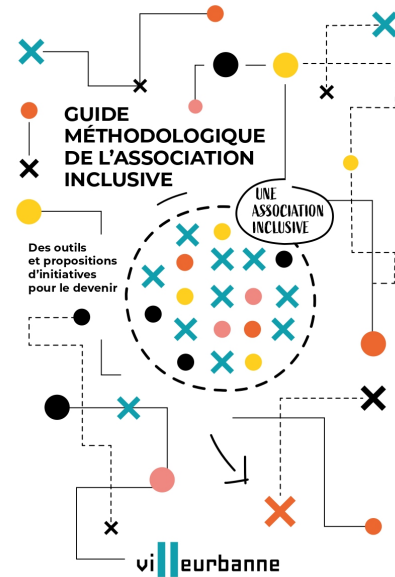 GUIDE
MÉTHODOLOGIQUE
DE L'ASSOCIATION
INCLUSIVE
UNE
ASSOCIATION
INCLUSIVE
Des outils
et propositions
d'initiatives
pour le devenir
villeurbanne